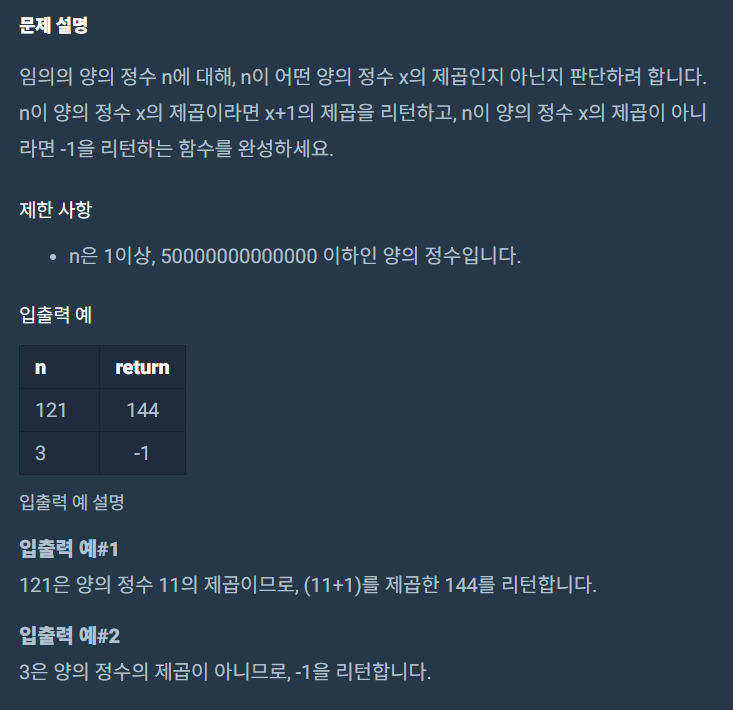 문제 설명
임의의 양의 정수 n에 대해, n이 어떤 양의 정수 x의 제곱인지 아닌지 판단하려 합니다.
n이 양의 정수 x의 제곱이라면 x+1의 제곱을 리턴하고, n이 양의 정수 x의 제곱이 아니
라면 -1을 리턴하는 함수를 완성하세요.
제한 사항
• n은 1이상, 50000000000000 이하인 양의 정수입니다.
입출력 예
n return
121 144
3 -1
입출력 예 설명
입출력 예#1
121은 양의 정수 11의 제곱이므로, (11+1)를 제곱한 144를 리턴합니다.
입출력 예#2
3은 양의 정수의 제곱이 아니므로, -1을 리턴합니다.